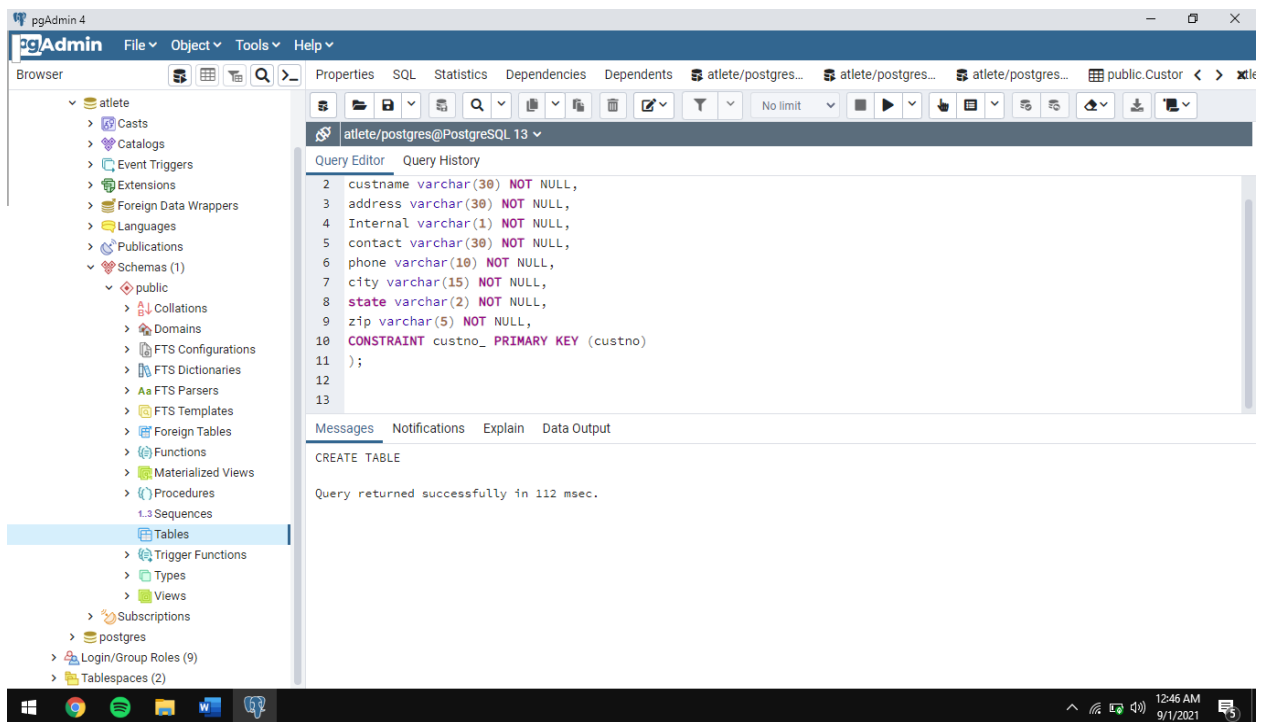 pgAdmin 4
pgAdmin File Object Tools Help
Browser
Properties SQL Statistics Dependencies Dependents atlete/postgres... atlete/postgres... atlete/postgres... public.Custor
No limit
atlete/postgres@PostgreSQL 13
Query Editor Query History
atlete
Casts
Catalogs
Event Triggers
Extensions
Foreign Data Wrappers
Languages
Publications
Schemas (1)
public
Collations
Domains
FTS Configurations
FTS Dictionaries
FTS Parsers
FTS Templates
Foreign Tables
Functions
Materialized Views
Procedures
1..3 Sequences
Tables
Trigger Functions
Types
Views
Subscriptions
postgres
Login/Group Roles (9)
Tablespaces (2)
2 custname varchar(30) NOT NULL,
3 address varchar(30) NOT NULL,
4 Internal varchar(1) NOT NULL,
5 contact varchar(30) NOT NULL,
6 phone varchar(10) NOT NULL,
7 city varchar(15) NOT NULL,
8 state varchar(2) NOT NULL,
9 zip varchar(5) NOT NULL,
10 CONSTRAINT custno_ PRIMARY KEY (custno)
11 );
12
13
Messages Notifications Explain Data Output
CREATE TABLE
Query returned successfully in 112 msec.
12:46 AM
9/1/2021
5